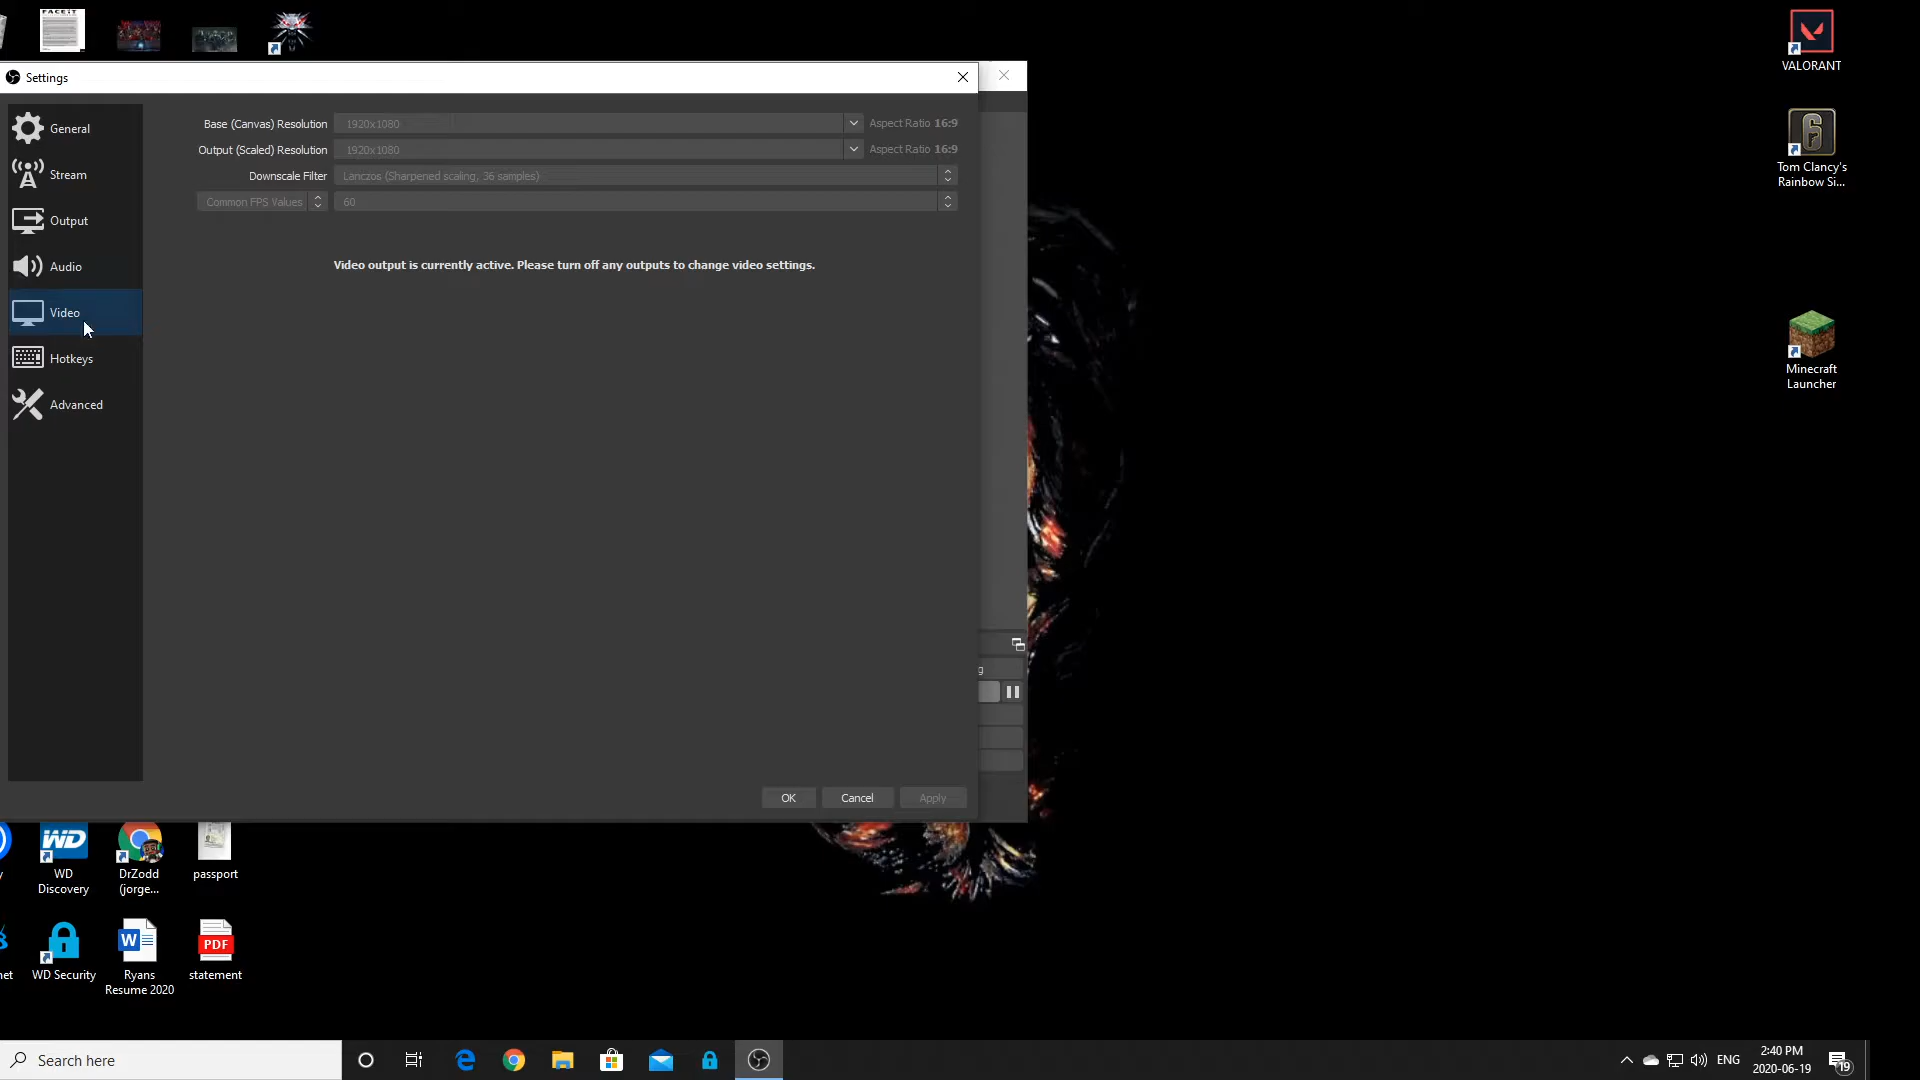 FACEIT
VALORANT
Tom Clancy's
Rainbow Si...
Minecraft
Launcher
Settings
General
Stream
Output
Audio
Video
Hotkeys
Advanced
Base (Canvas) Resolution
1920x1080
Aspect Ratio 16:9
Output (Scaled) Resolution
1920x1080
Aspect Ratio 16:9
Downscale Filter
Lanczos (Sharpened scaling, 36 samples)
Common FPS Values
60
Video output is currently active. Please turn off any outputs to change video settings.
g
OK
Cancel
Apply
y
WD
WD
Discovery
DrZodd
(jorge...
passport
net
WD Security
W
Ryans
Resume 2020
PDF
statement
Search here
ENG
2:40 PM
2020-06-19
19